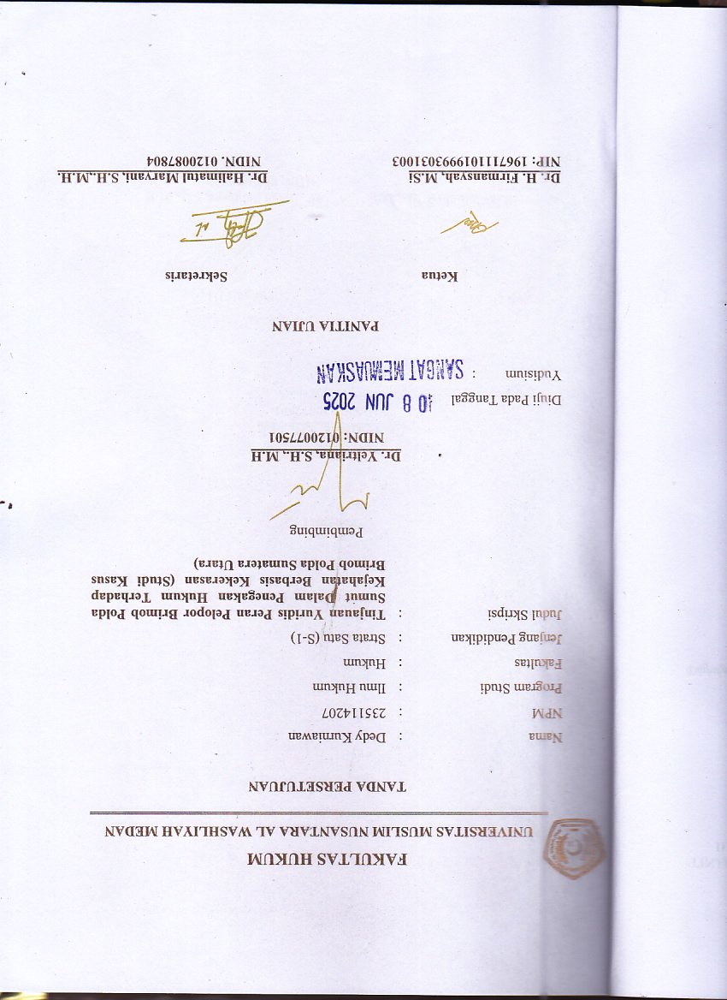 FAKULTAS HUKUM
UNIVERSITAS MUSLIM NUSANTARA AL WASHLIYAH MEDAN
TANDA PERSETUJUAN
Nama : Dedy Kurniawan
NPM : 235114207
Program Studi : Ilmu Hukum
Fakultas : Hukum
Jenjang Pendidikan : Strata Satu (S-1)
Judul Skripsi : Tinjauan Yuridis Peran Pelopor Brimob Polda
Sumut Dalam Penegakan Hukum Terhadap
Kejahatan Berbasis Kekerasan (Studi Kasus
Brimob Polda Sumatera Utara)
Pembimbing
Dr. Yeltriana, S.H., M.H
NIDN: 0120077501
Diuji Pada Tanggal : 0 8 JUN 2025
Yudisium : SANGAT MEMUASKAN
PANITIA UJIAN
Ketua Sekretaris
Dr. H. Firmansyah, M.Si Dr. Halimatul Maryani, S.H.,M.H.
NIP: 196711101999303003 NIDN. 0120087804